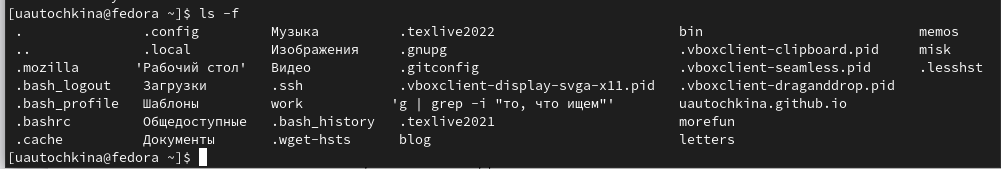 [uautochkina@fedora ~]$ ls -f
.              .config         Музыка         .texlive2022                       bin                         memos
..             .local          Изображения    .gnupg                             .vboxclient-clipboard.pid   misk
.mozilla      'Рабочий стол'   Видео          .gitconfig                         .vboxclient-seamless.pid    .lesshst
.bash_logout   Загрузки        .ssh           .vboxclient-display-svga-x11.pid   .vboxclient-draganddrop.pid
.bash_profile  Шаблоны         work          'g | grep -i "то, что ищем"'        uautochkina.github.io
.bashrc        Общедоступные   .bash_history  .texlive2021                       morefun
.cache         Документы       .wget-hsts     blog                               letters
[uautochkina@fedora ~]$